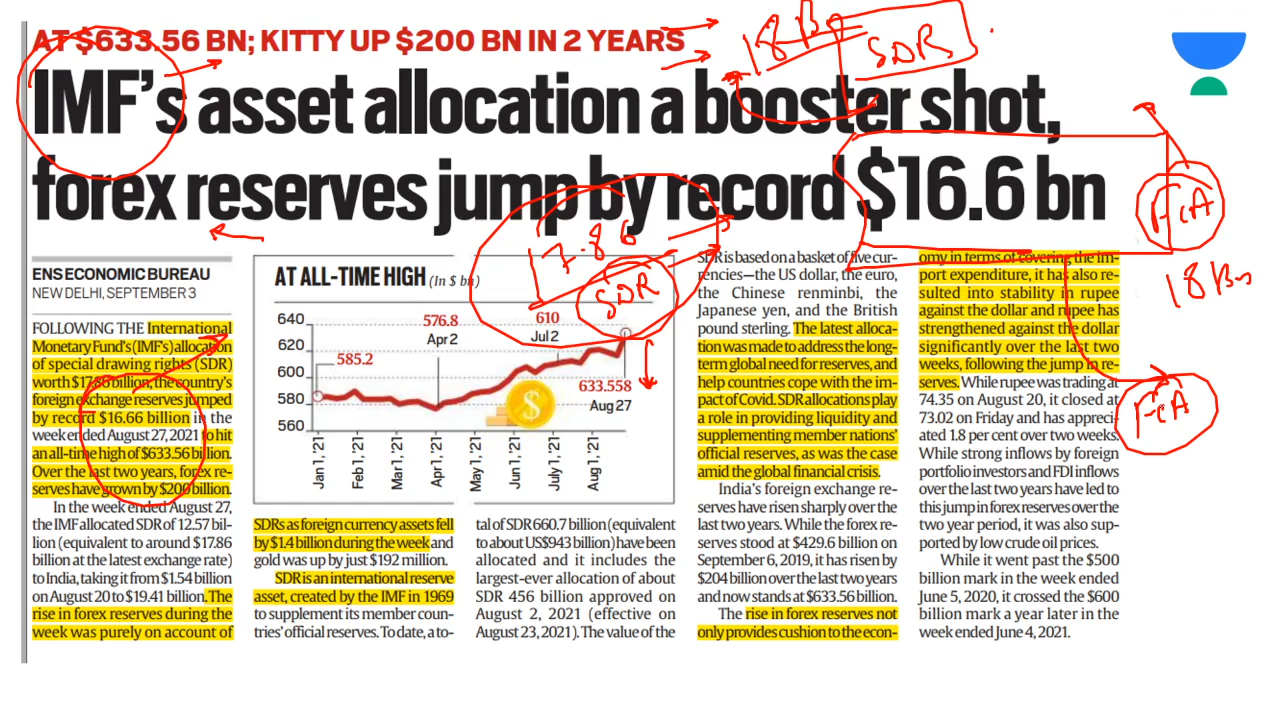 AT $633.56 BN; KITTY UP $200 BN IN 2 YEARS
18 Bn
SDR
IMF's asset allocation a booster shot,
forex reserves jump by record $16.6 bn
FCA
18 Bn
FCA
17.86
SDR
ENS ECONOMIC BUREAU
NEW DELHI, SEPTEMBER 3
FOLLOWING THE International
Monetary Fund's (IMF's) allocation
of special drawing rights (SDR)
worth $17.86 billion, the country's
foreign exchange reserves jumped
by record $16.66 billion in the
week ended August 27, 2021 to hit
an all-time high of $633.56 billion.
Over the last two years, forex re-
serves have grown by $200 billion.
In the week ended August 27,
the IMF allocated SDR of 12.57 bil-
lion (equivalent to around $17.86
billion at the latest exchange rate)
to India, taking it from $1.54 billion
on August 20 to $19.41 billion. The
rise in forex reserves during the
week was purely on account of
AT ALL-TIME HIGH (In $ bn)
640
620
600
580
560
585.2
576.8
Apr 2
610
Jul 2
633.558
Aug 27
Jan 1, '21
Feb 1, '21
Mar 1, '21
Apr 1, '21
May 1, '21
Jun 1, '21
July 1, '21
Aug 1, '21
SDRs as foreign currency assets fell
by $1.4 billion during the week and
gold was up by just $192 million.
SDR is an international reserve
asset, created by the IMF in 1969
to supplement its member coun-
tries' official reserves. To date, a to-
tal of SDR 660.7 billion (equivalent
to about US$943 billion) have been
allocated and it includes the
largest-ever allocation of about
SDR 456 billion approved on
August 2, 2021 (effective on
August 23, 2021). The value of the
SDR is based on a basket of five cur-
rencies—the US dollar, the euro,
the Chinese renminbi, the
Japanese yen, and the British
pound sterling. The latest alloca-
tion was made to address the long-
term global need for reserves, and
help countries cope with the im-
pact of Covid. SDR allocations play
a role in providing liquidity and
supplementing member nations'
official reserves, as was the case
amid the global financial crisis.
India's foreign exchange re-
serves have risen sharply over the
last two years. While the forex re-
serves stood at $429.6 billion on
September 6, 2019, it has risen by
$204 billion over the last two years
and now stands at $633.56 billion.
The rise in forex reserves not
only provides cushion to the econ-
omy in terms of covering the im-
port expenditure, it has also re-
sulted into stability in rupee
against the dollar and rupee has
strengthened against the dollar
significantly over the last two
weeks, following the jump in re-
serves. While rupee was trading at
74.35 on August 20, it closed at
73.02 on Friday and has appreci-
ated 1.8 per cent over two weeks.
While strong inflows by foreign
portfolio investors and FDI inflows
over the last two years have led to
this jump in forex reserves over the
two year period, it was also sup-
ported by low crude oil prices.
While it went past the $500
billion mark in the week ended
June 5, 2020, it crossed the $600
billion mark a year later in the
week ended June 4, 2021.